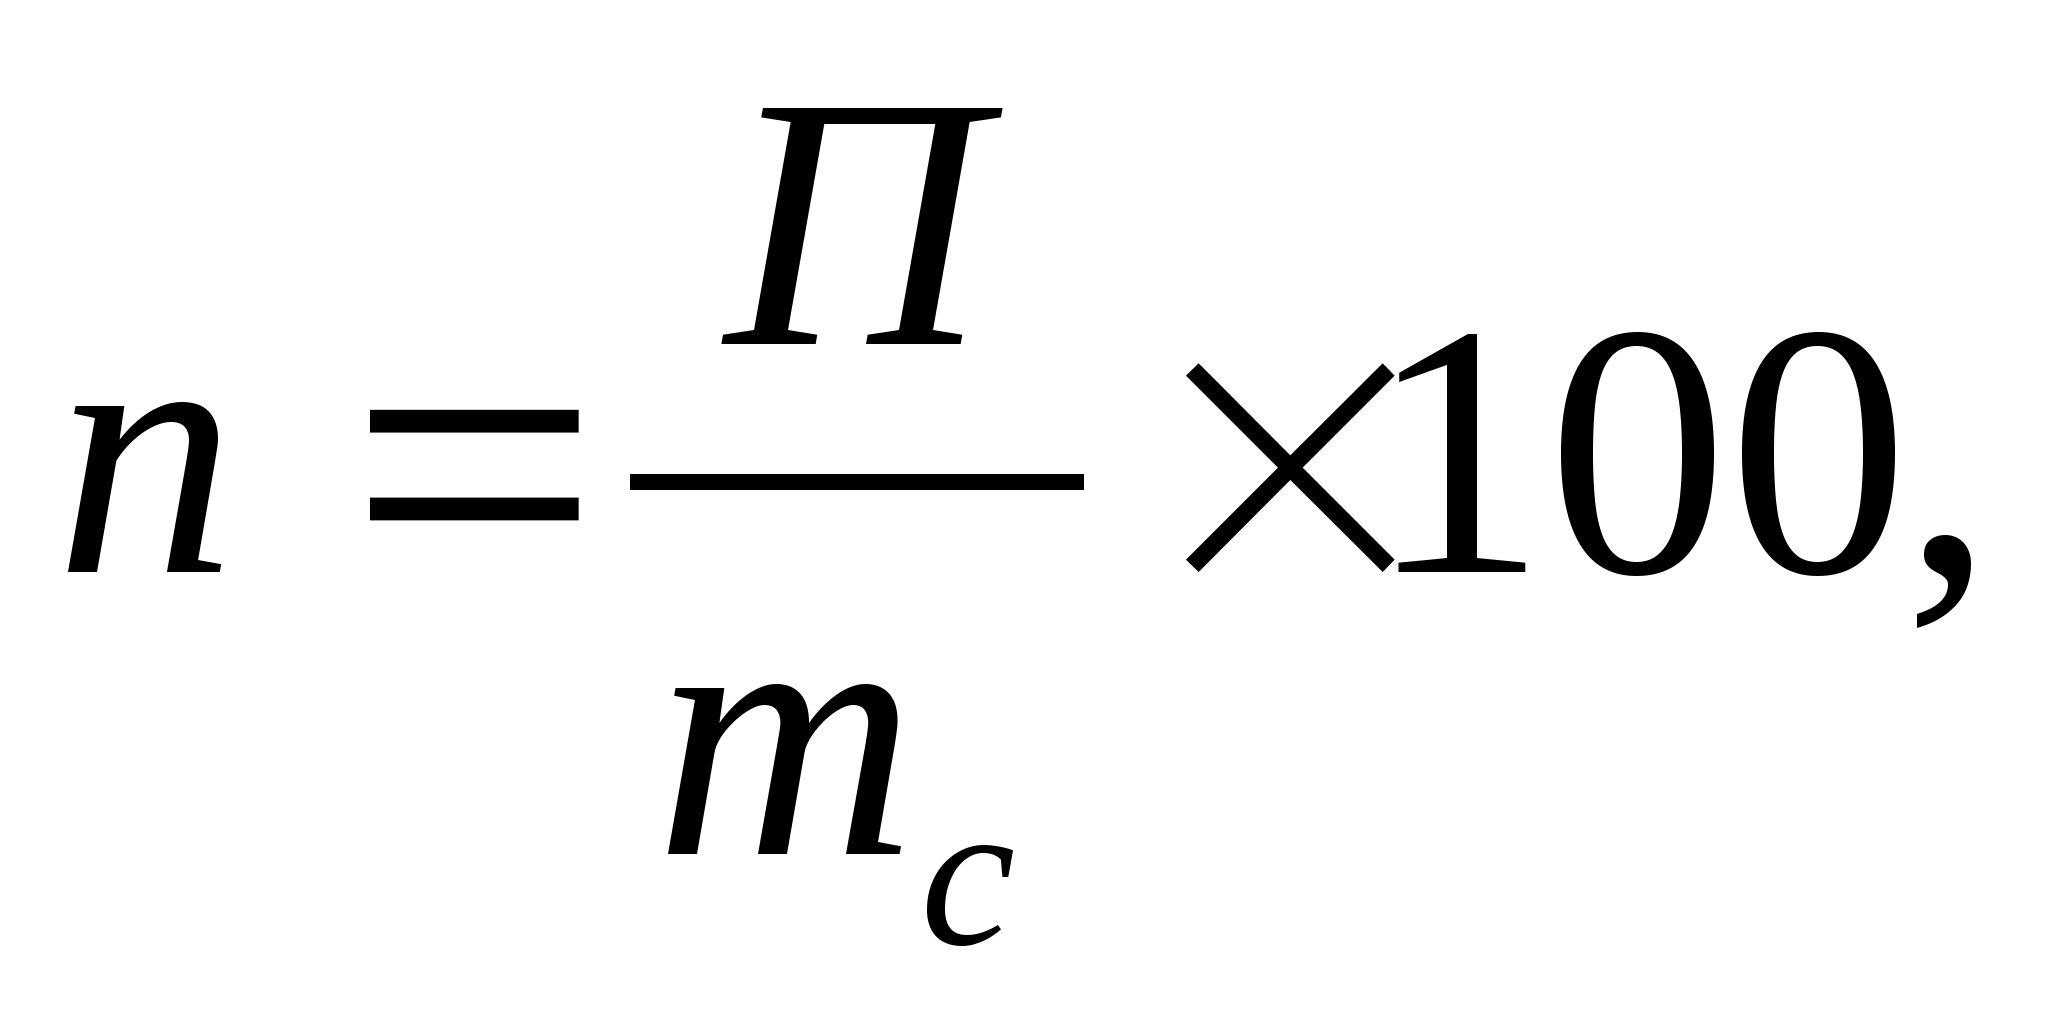 n = П / m_c × 100,